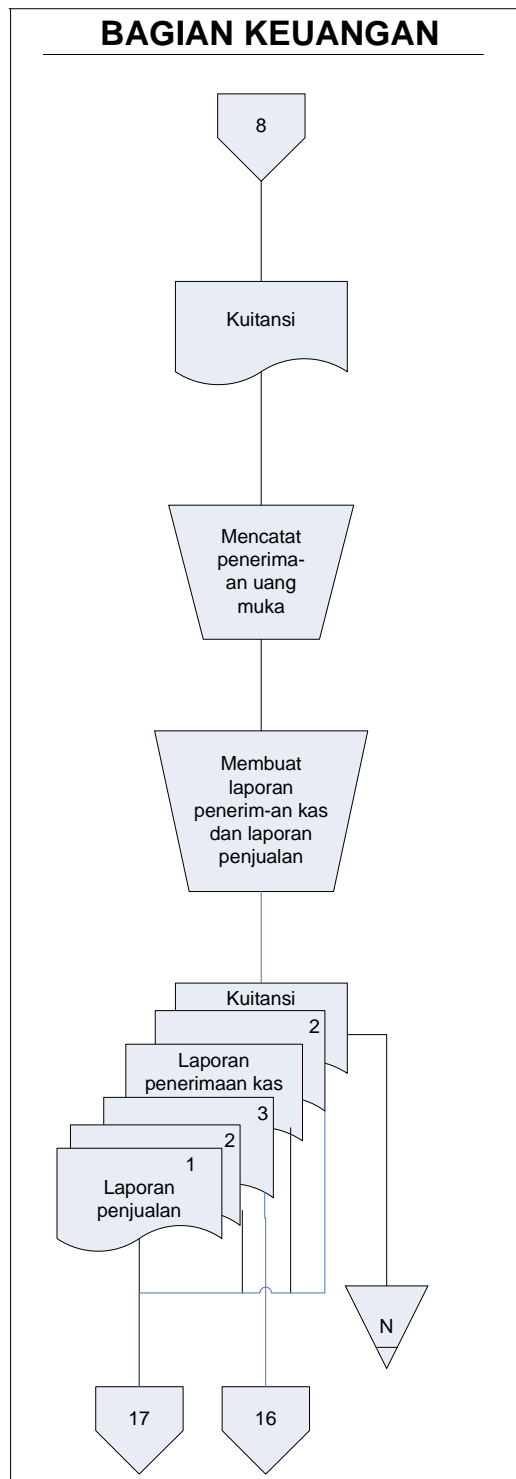 BAGIAN KEUANGAN
8
Kuitansi
Mencatat
penerima-
an uang
muka
Membuat
laporan
penerim-an kas
dan laporan
penjualan
Kuitansi
2
Laporan
penerimaan kas
3
2
1
Laporan
penjualan
N
17
16